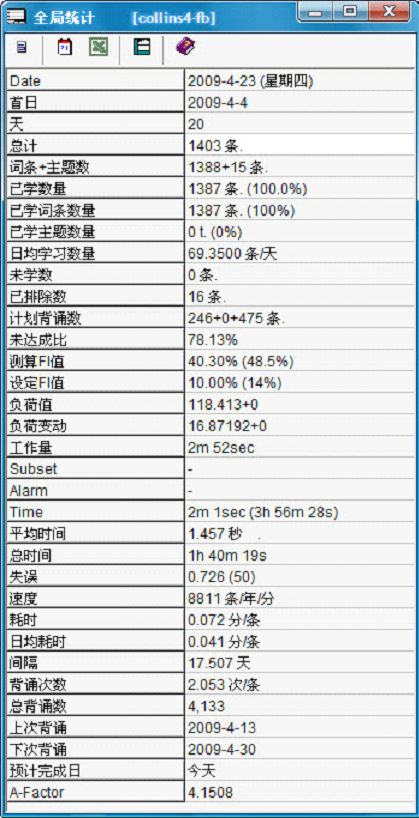 全局统计 [collins4-fb]
Date 2009-4-23 (星期四)
首日 2009-4-4
天 20
总计 1403 条.
词条+主题数 1388+15 条.
已学数量 1387 条. (100.0%)
已学词条数量 1387 条. (100%)
已学主题数量 0 t. (0%)
日均学习数量 69.3500 条/天
未学数 0 条.
已排除数 16 条.
计划背诵数 246+0+475 条.
未达成比 78.13%
测算FI值 40.30% (48.5%)
设定FI值 10.00% (14%)
负荷值 118.413+0
负荷变动 16.87192+0
工作量 2m 52sec
Subset -
Alarm -
Time 2m 1sec (3h 56m 28s)
平均时间 1.457 秒 .
总时间 1h 40m 19s
失误 0.726 (50)
速度 8811 条/年/分
耗时 0.072 分/条
日均耗时 0.041 分/条
间隔 17.507 天
背诵次数 2.053 次/条
总背诵数 4,133
上次背诵 2009-4-13
下次背诵 2009-4-30
预计完成日 今天
A-Factor 4.1508